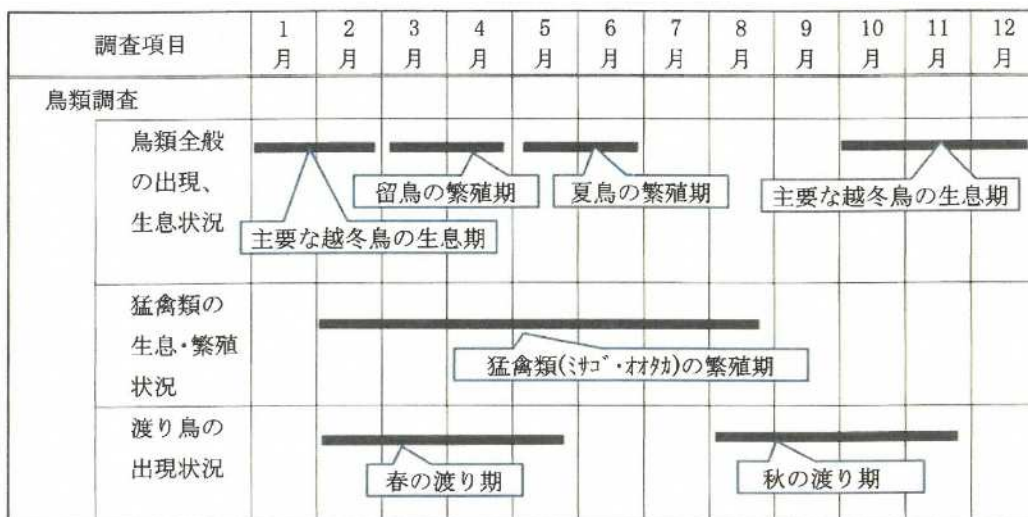 調査項目
1月
2月
3月
4月
5月
6月
7月
8月
9月
10月
11月
12月
鳥類調査
鳥類全般
の出現、
生息状況
留鳥の繁殖期
夏鳥の繁殖期
主要な越冬鳥の生息期
主要な越冬鳥の生息期
猛禽類の
生息・繁殖
状況
猛禽類(ﾐｻｺﾞ・ｵｵﾀｶ)の繁殖期
渡り鳥の
出現状況
春の渡り期
秋の渡り期